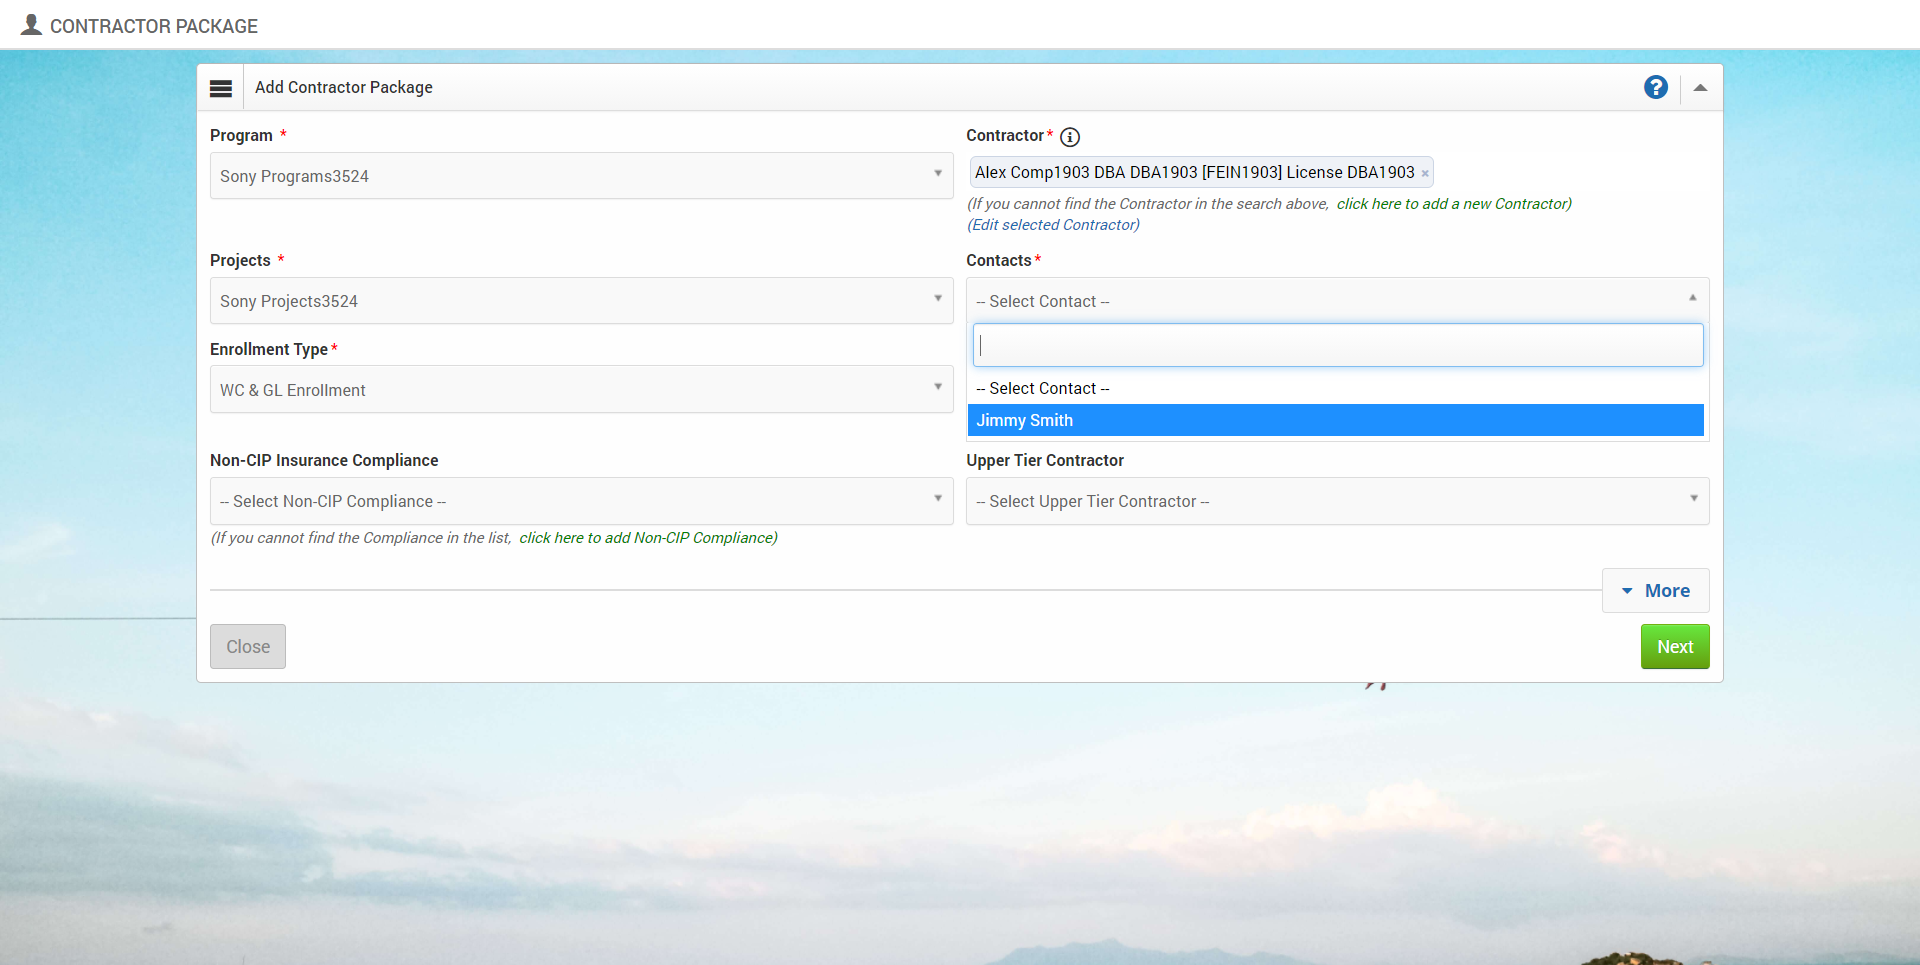 CONTRACTOR PACKAGE
Add Contractor Package
?
Program *
Sony Programs3524
Contractor * i
Alex Comp1903 DBA DBA1903 [FEIN1903] License DBA1903 ×
(If you cannot find the Contractor in the search above, click here to add a new Contractor)
(Edit selected Contractor)
Projects *
Sony Projects3524
Contacts *
-- Select Contact --
-- Select Contact --
Jimmy Smith
Enrollment Type *
WC & GL Enrollment
Non-CIP Insurance Compliance
-- Select Non-CIP Compliance --
(If you cannot find the Compliance in the list, click here to add Non-CIP Compliance)
Upper Tier Contractor
-- Select Upper Tier Contractor --
More
Close
Next